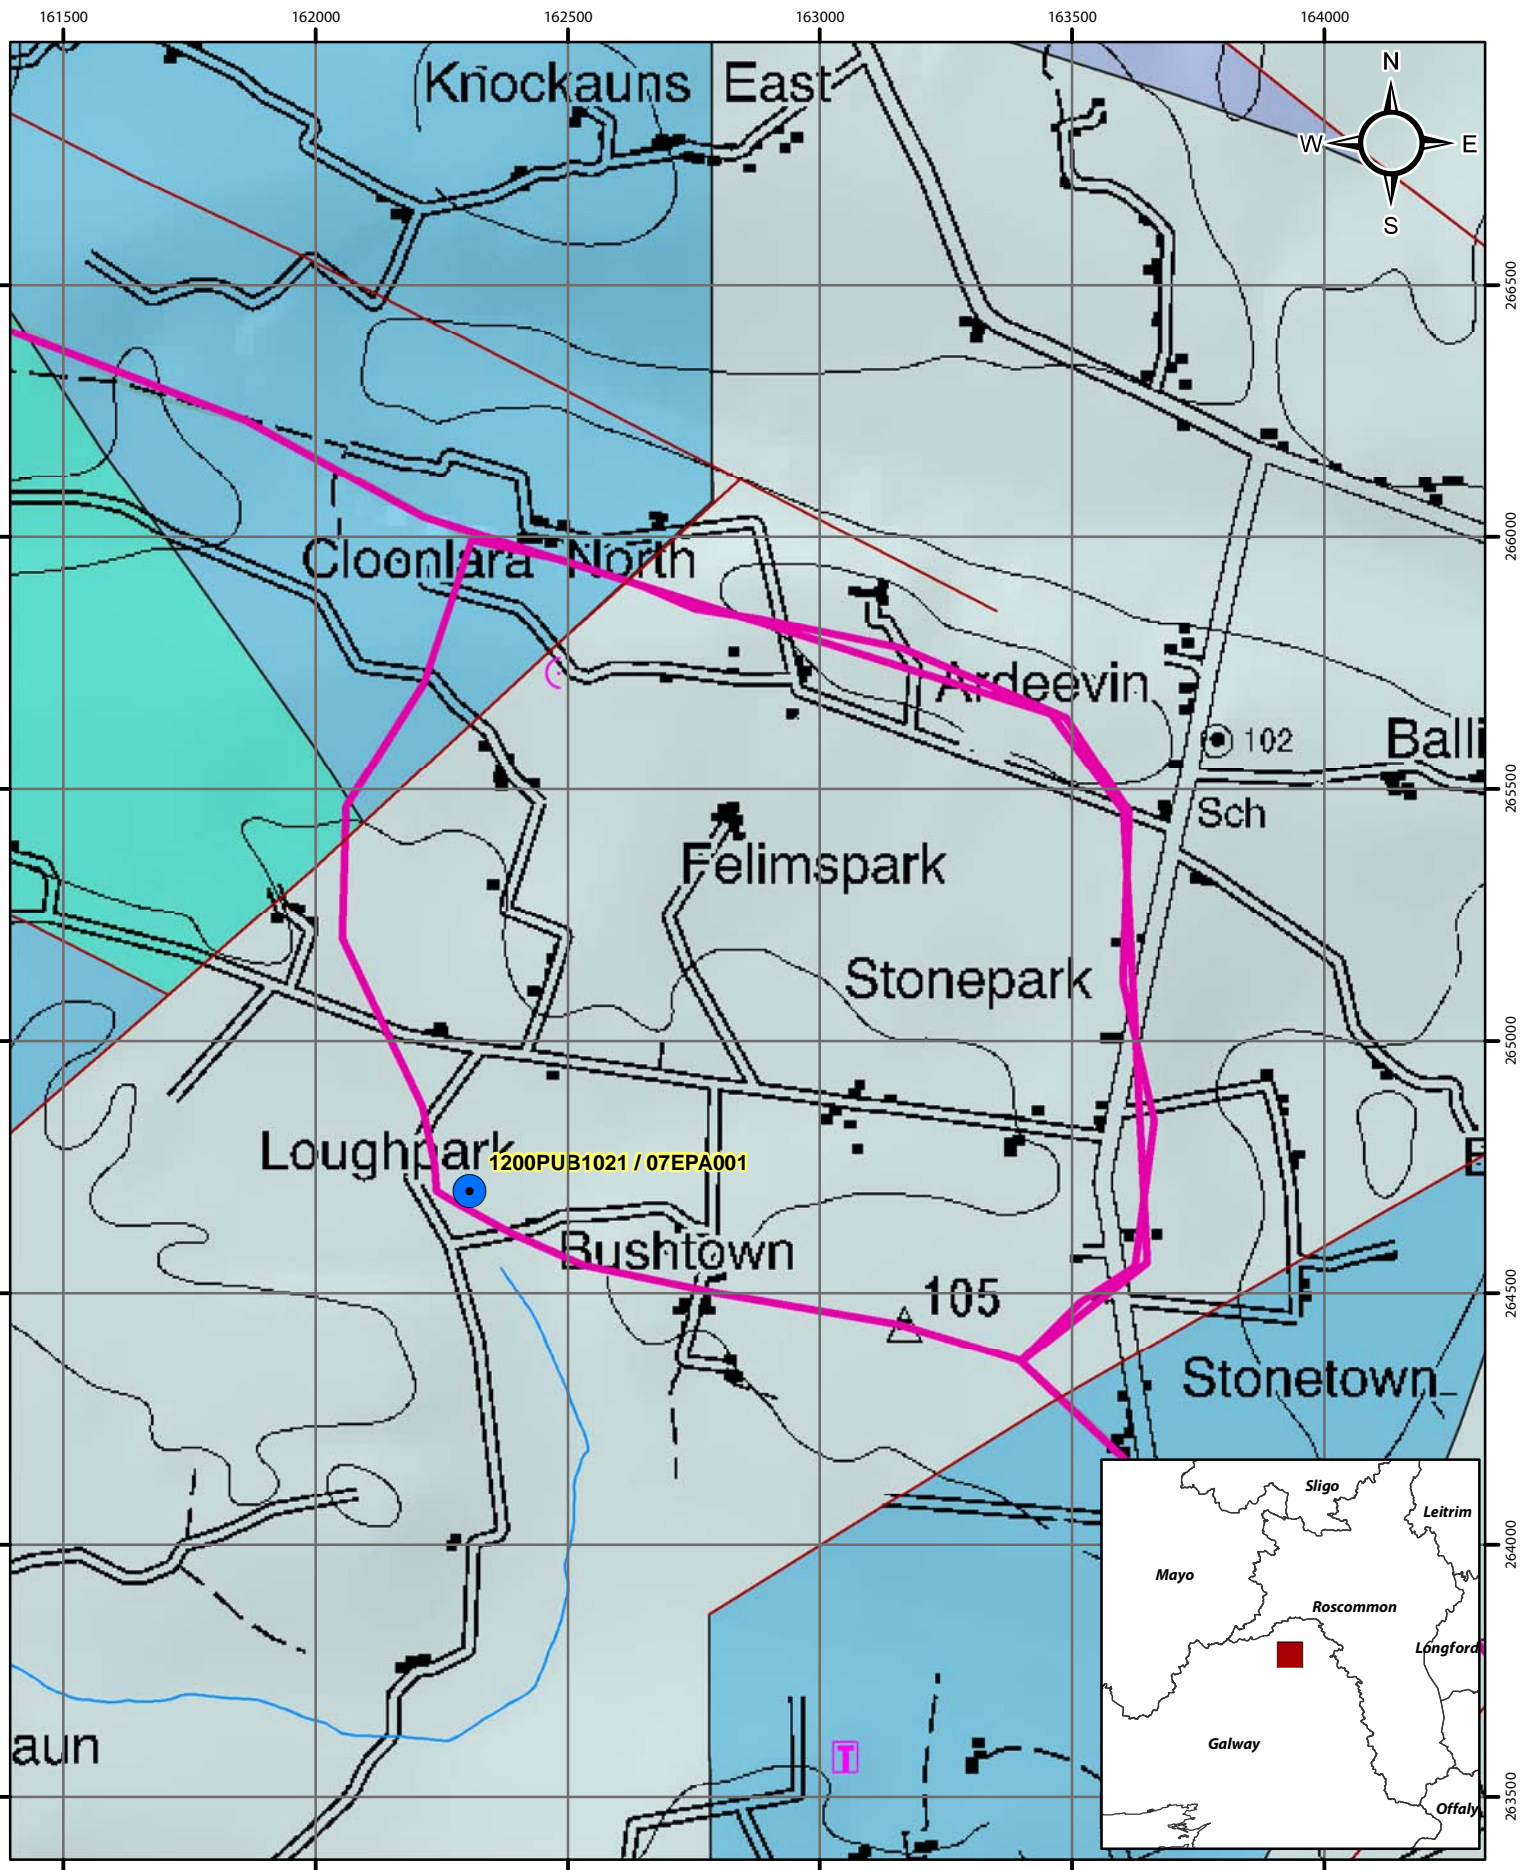 161500 162000 162500 163000 163500 164000
N
W E
S
Knockauns East
266500
266000
Cloonlara North
Ardeevin
102
Balli
265500
Sch
Felimspark
Stonepark
265000
Loughpark
1200PUB1021 / 07EPA001
Bushtown
105
264500
Stonetown
264000
Sligo
Leitrim
Mayo
Roscommon
Longford
T
aun
Galway
263500
Offaly